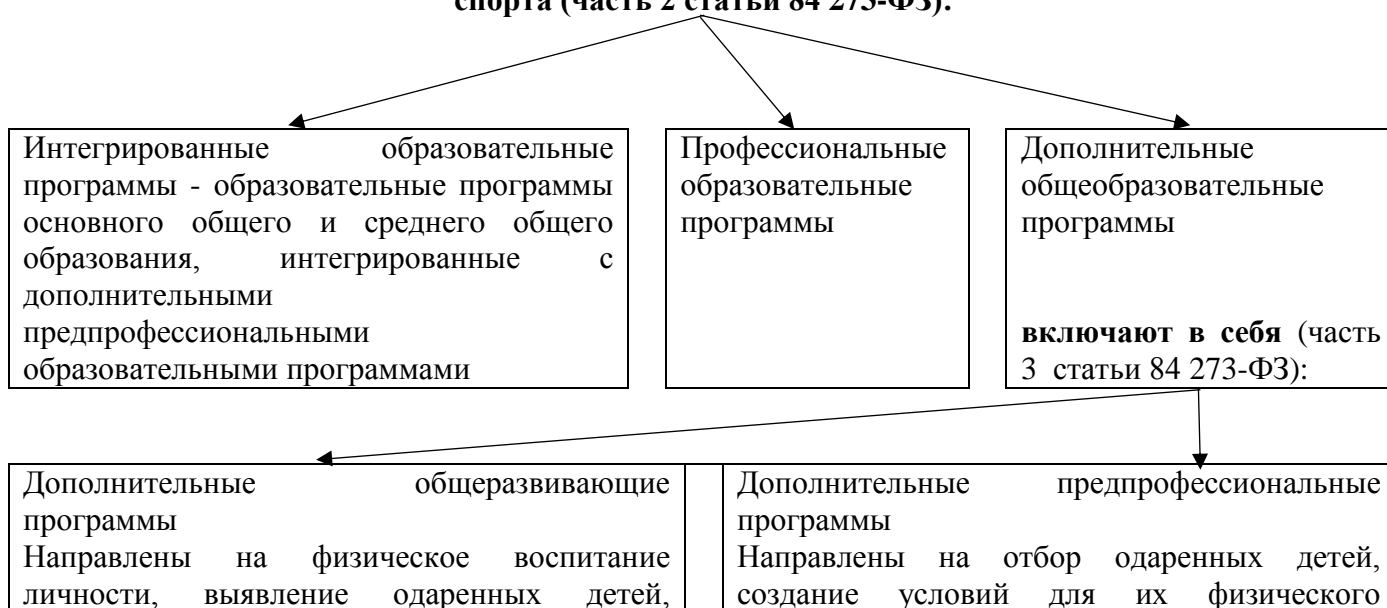 спорта (часть 2 статьи 84 273-ФЗ):
Интегрированные образовательные
программы - образовательные программы
основного общего и среднего общего
образования, интегрированные с
дополнительными
предпрофессиональными
образовательными программами
Профессиональные
образовательные
программы
Дополнительные
общеобразовательные
программы
включают в себя (часть
3 статьи 84 273-ФЗ):
Дополнительные общеразвивающие
программы
Направлены на физическое воспитание
личности, выявление одаренных детей,
Дополнительные предпрофессиональные
программы
Направлены на отбор одаренных детей,
создание условий для их физического